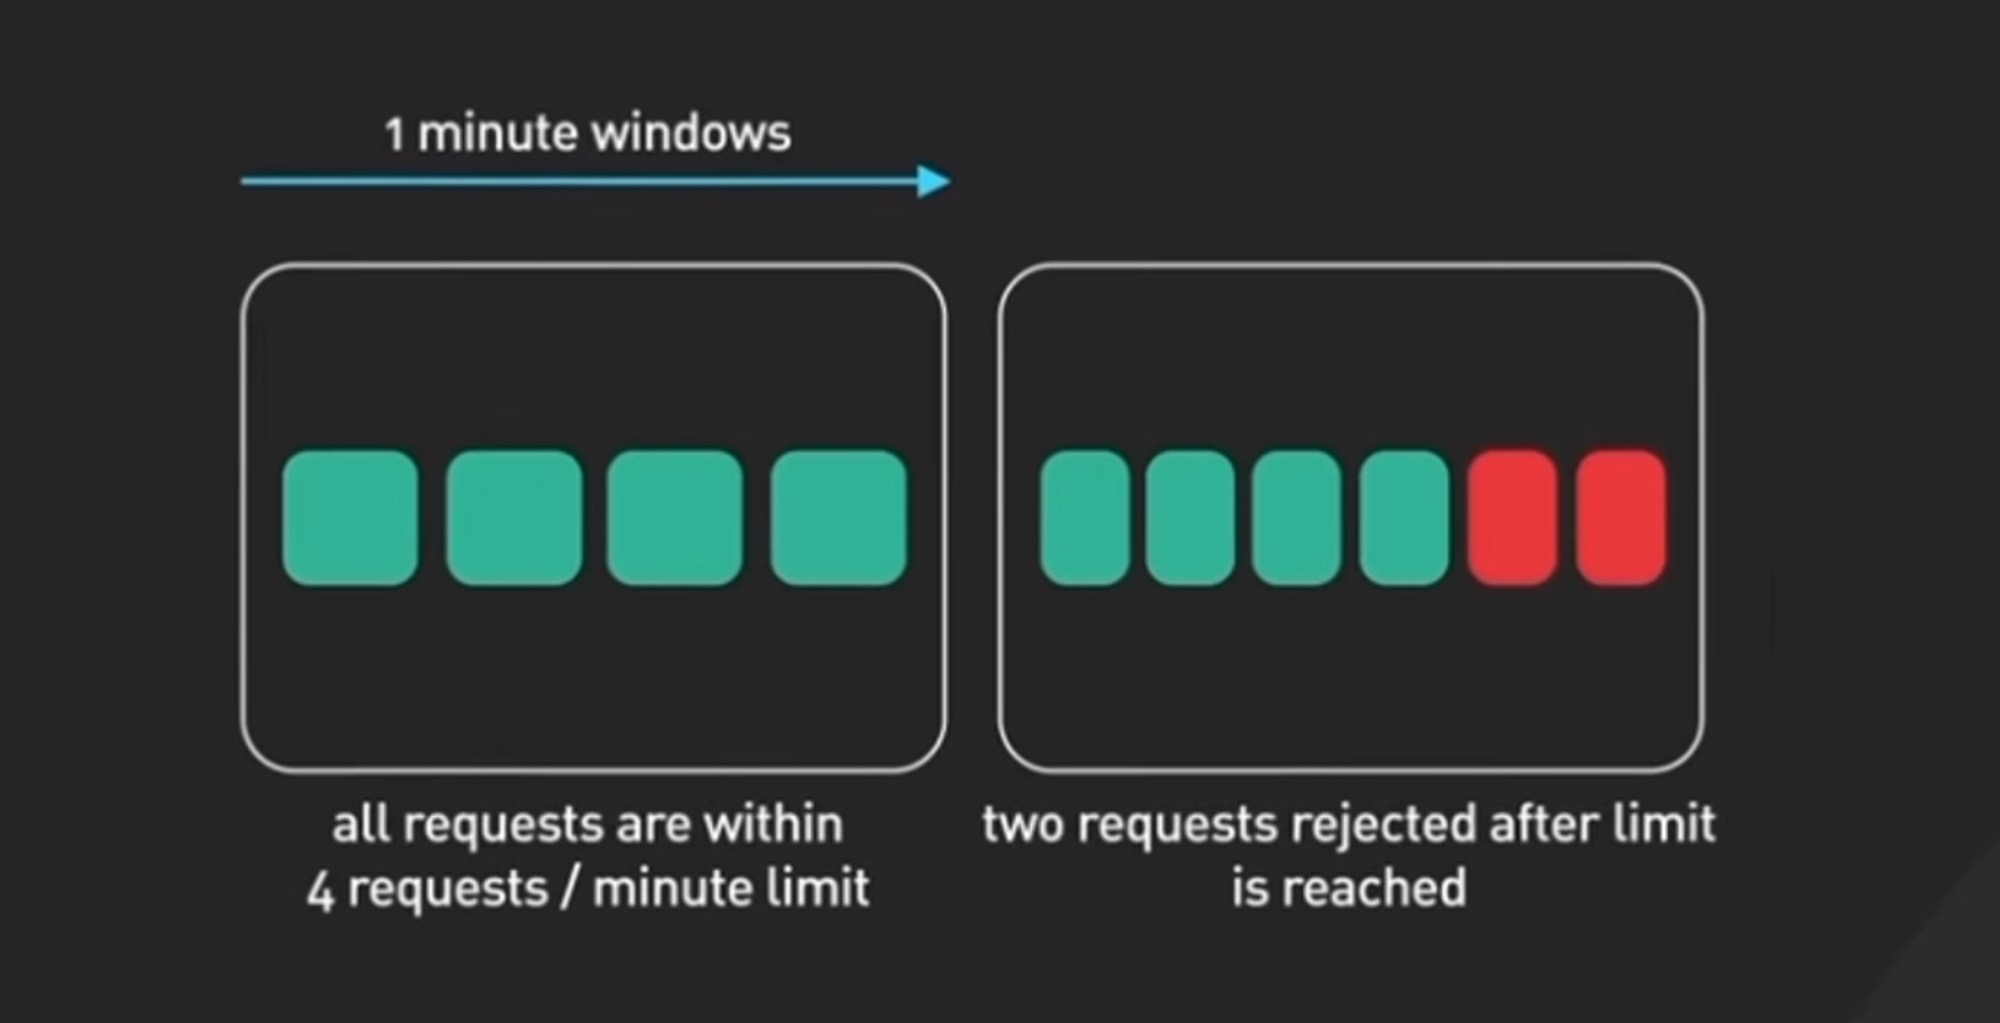 1 minute windows
all requests are within
4 requests / minute limit
two requests rejected after limit
is reached